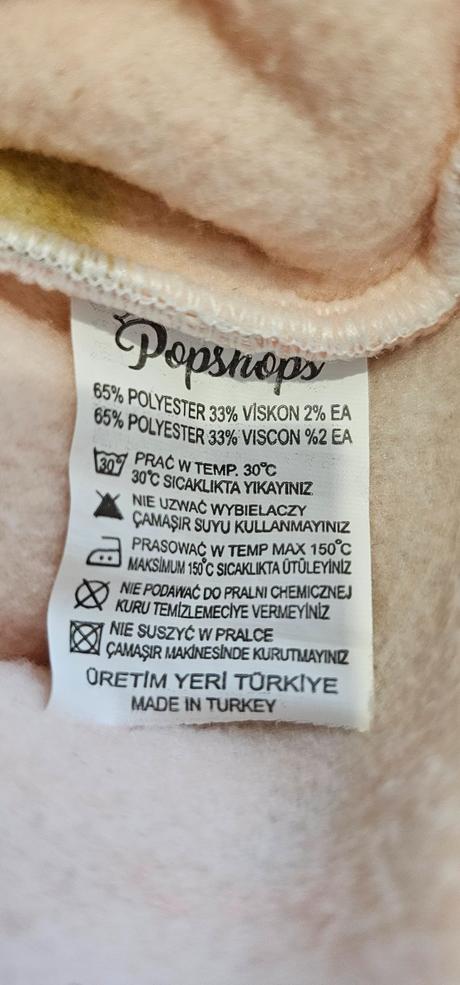 Popshops
65% POLYESTER 33% VİSKON 2% EA
65% POLYESTER 33% VISCON %2 EA
30° PRAĆ W TEMP. 30°C
30°C SICAKLIKTA YIKAYINIZ
NIE UZWAĆ WYBIELACZY
ÇAMAŞIR SUYU KULLANMAYINIZ
PRASOWAĆ W TEMP MAX 150°C
MAKSİMUM 150°C SICAKLIKTA ÜTÜLEYİNİZ
NIE PODAWAĆ DO PRALNI CHEMICZNEJ
KURU TEMİZLEMECİYE VERMEYİNİZ
NIE SUSZYĆ W PRALCE
ÇAMAŞIR MAKİNESİNDE KURUTMAYINIZ
ÜRETİM YERİ TÜRKİYE
MADE IN TURKEY